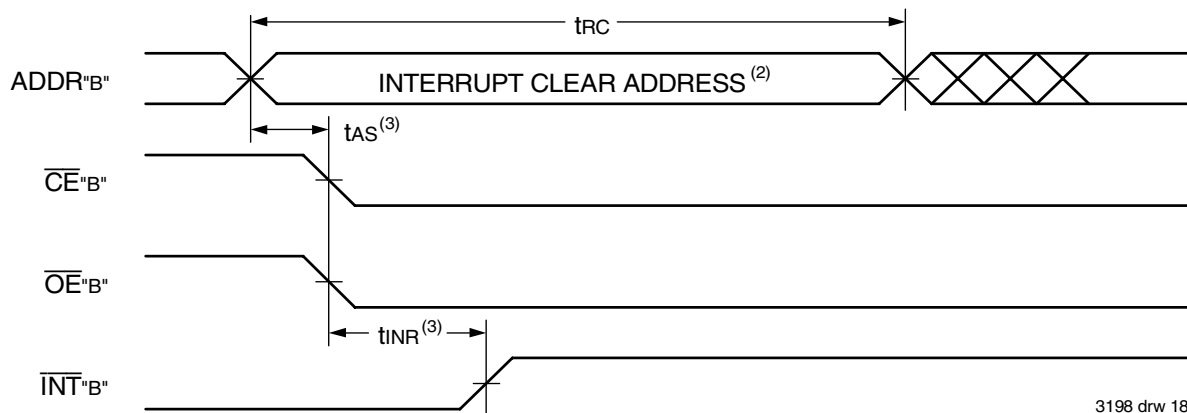 tRC
ADDR"B"
INTERRUPT CLEAR ADDRESS(2)
tAS(3)
CE"B"
OE"B"
tINR(3)
INT"B"
3198 drw 18